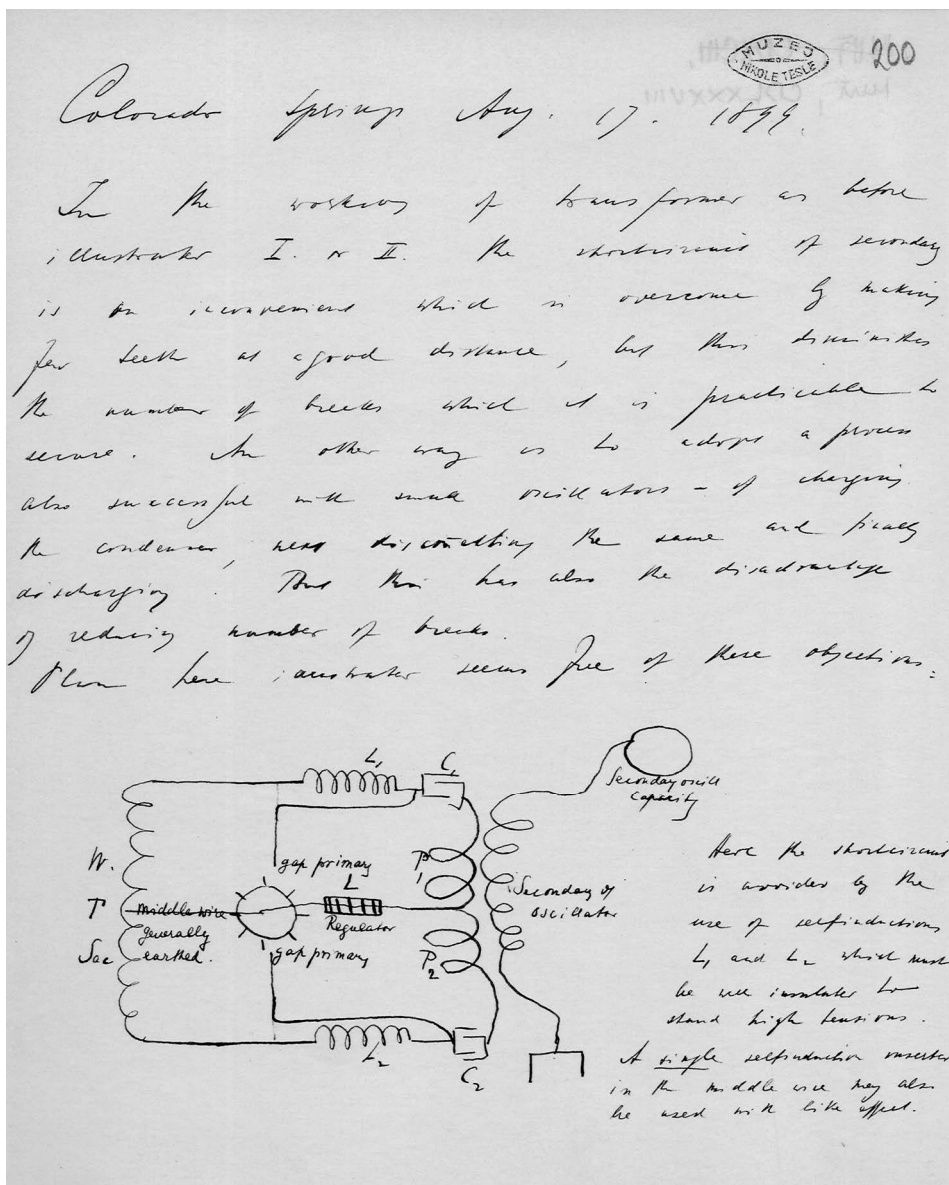 MUZEJ
NIKOLE TESLE
200
Colorado Springs Aug. 17. 1899.
In the working of transformer as before
illustrated I. or II. the shortcircuit of secondary
is an inconvenience which is overcome by making
few teeth at a good distance, but this diminishes
the number of breaks which it is practicable to
secure. An other way is to adopt a process
also successful with small oscillators – of charging
the condenser, next disconnecting the same and finally
discharging. But this has also the disadvantage
of reducing number of breaks.
Plan here illustrated seems free of these objections:
L1
C1
Secondary oscill
Capacity
W.
gap primary
P1
T
middle wire
L
Secondary of
Oscillator
generally
Regulator
Sec
earthed.
gap primary
P2
L2
C2
Here the shortcircuit
is avoided by the
use of selfinductions
L1 and L2 which must
be well insulated to
stand high tensions.
A single selfinduction inserted
in the middle wire may also
be used with like effect.